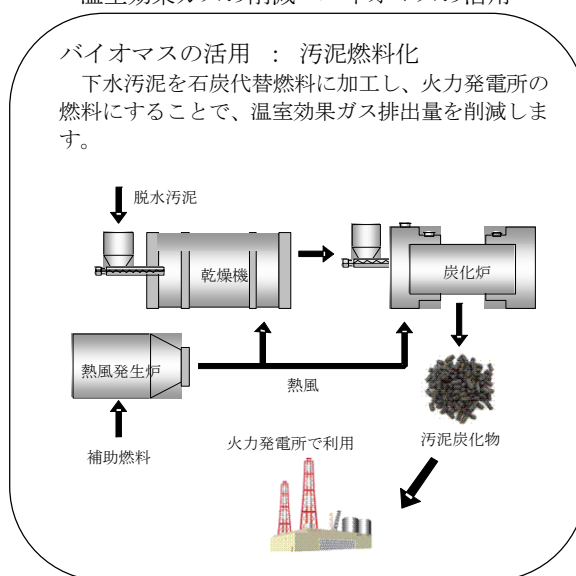 バイオマスの活用 : 汚泥燃料化
下水汚泥を石炭代替燃料に加工し、火力発電所の
燃料にすることで、温室効果ガス排出量を削減しま
す。
脱水汚泥
乾燥機
炭化炉
熱風発生炉
熱風
補助燃料
汚泥炭化物
火力発電所で利用